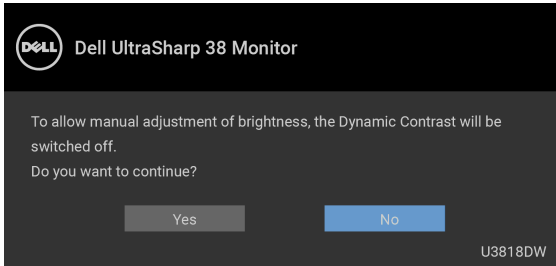 DELL Dell UltraSharp 38 Monitor
To allow manual adjustment of brightness, the Dynamic Contrast will be
switched off.
Do you want to continue?
Yes No
U3818DW